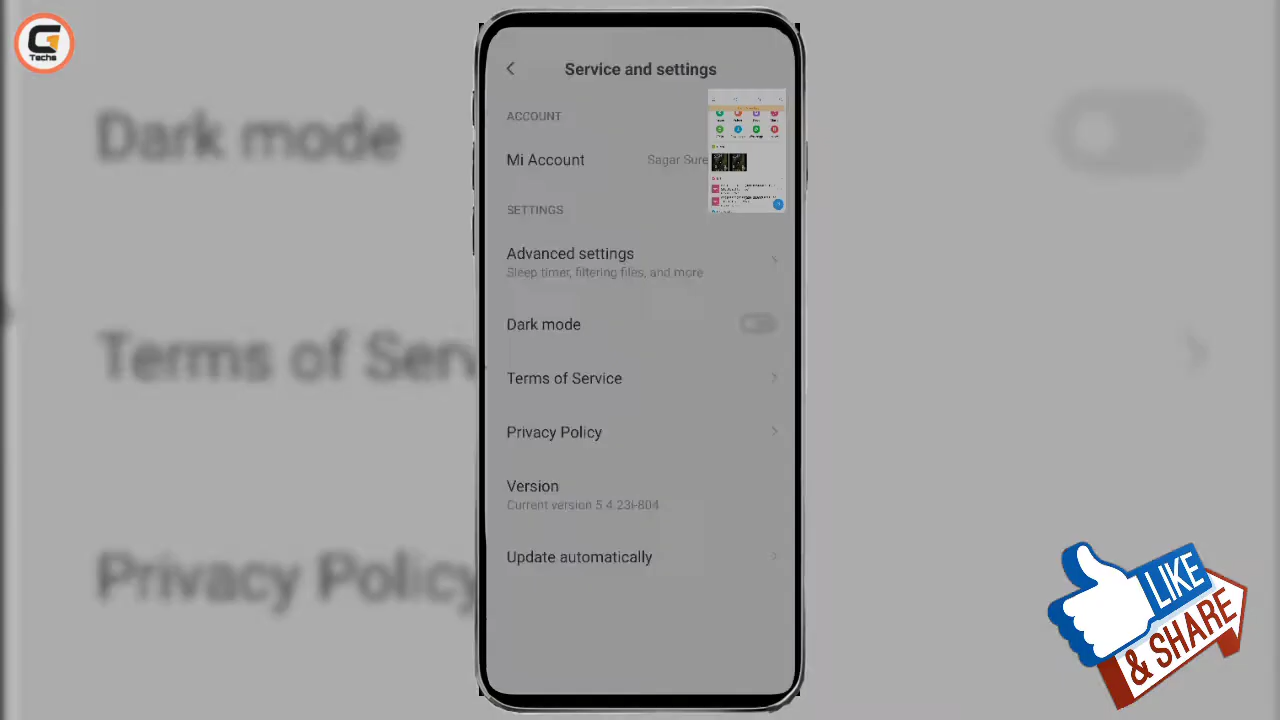 G
Techs
Service and settings
ACCOUNT
Mi Account
Sagar Sure
SETTINGS
Advanced settings
Sleep timer, filtering files, and more
Dark mode
Terms of Service
Privacy Policy
Version
Current version 5.4.23i-804
Update automatically
Dark mode
Terms of Serv
Privacy Policy
LIKE
& SHARE